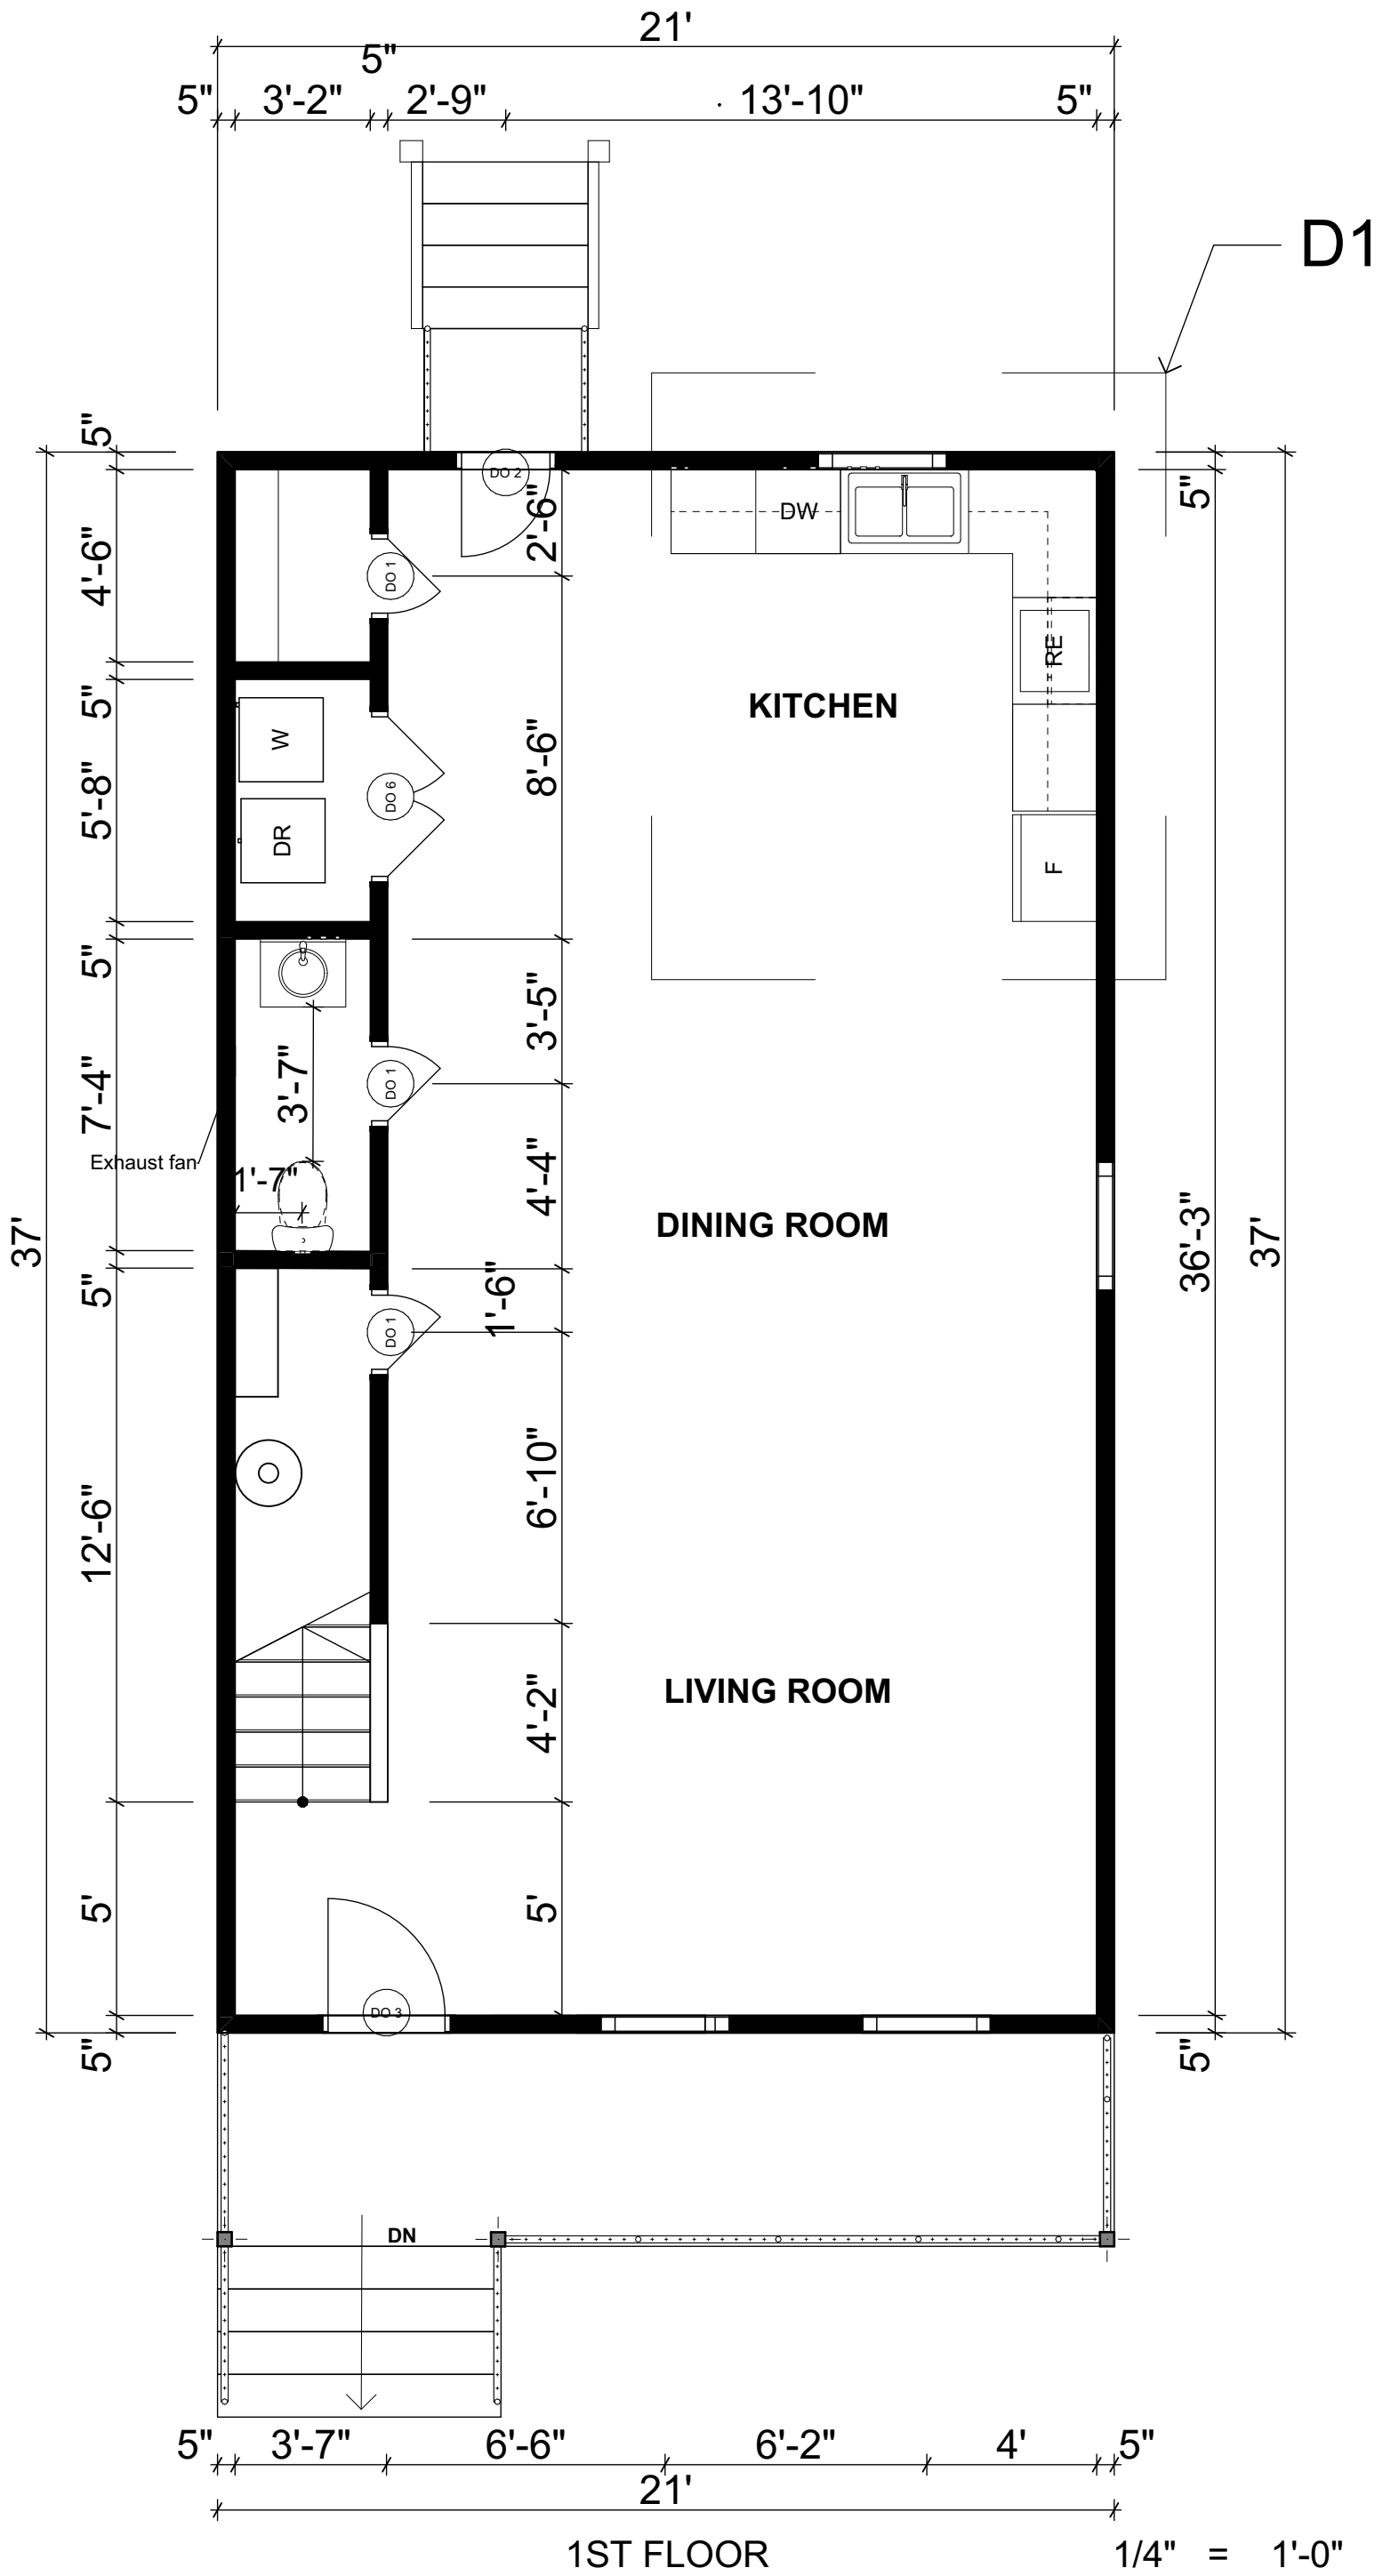 21'
5"
5" 3'-2" 2'-9" 13'-10" 5"
D1
5"
DO 2
5"
2'-6"
DW
4'-6"
DO 1
RE
KITCHEN
5"
W
8'-6"
5'-8"
DO 6
DR
F
5"
3'-5"
3'-7"
DO 1
7'-4"
Exhaust fan
1'-7"
4'-4"
DINING ROOM
37'
36'-3"
37'
5"
1'-6"
DO 1
6'-10"
12'-6"
LIVING ROOM
4'-2"
5'
5'
DO 3
5"
5"
DN
5" 3'-7" 6'-6" 6'-2" 4' 5"
21'
1ST FLOOR
1/4" = 1'-0"